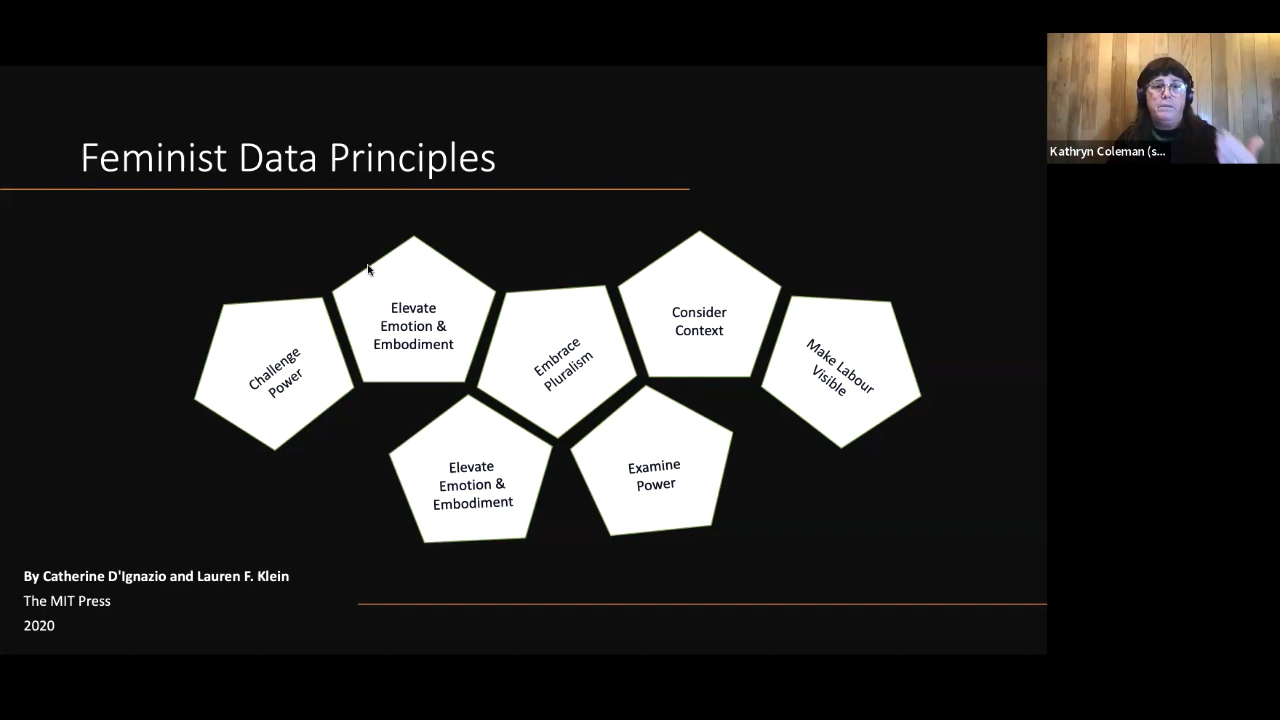 Feminist Data Principles
Challenge
Power
Elevate
Emotion &
Embodiment
Embrace
Pluralism
Consider
Context
Make Labour
Visible
Elevate
Emotion &
Embodiment
Examine
Power
By Catherine D'Ignazio and Lauren F. Klein
The MIT Press
2020
Kathryn Coleman (s...